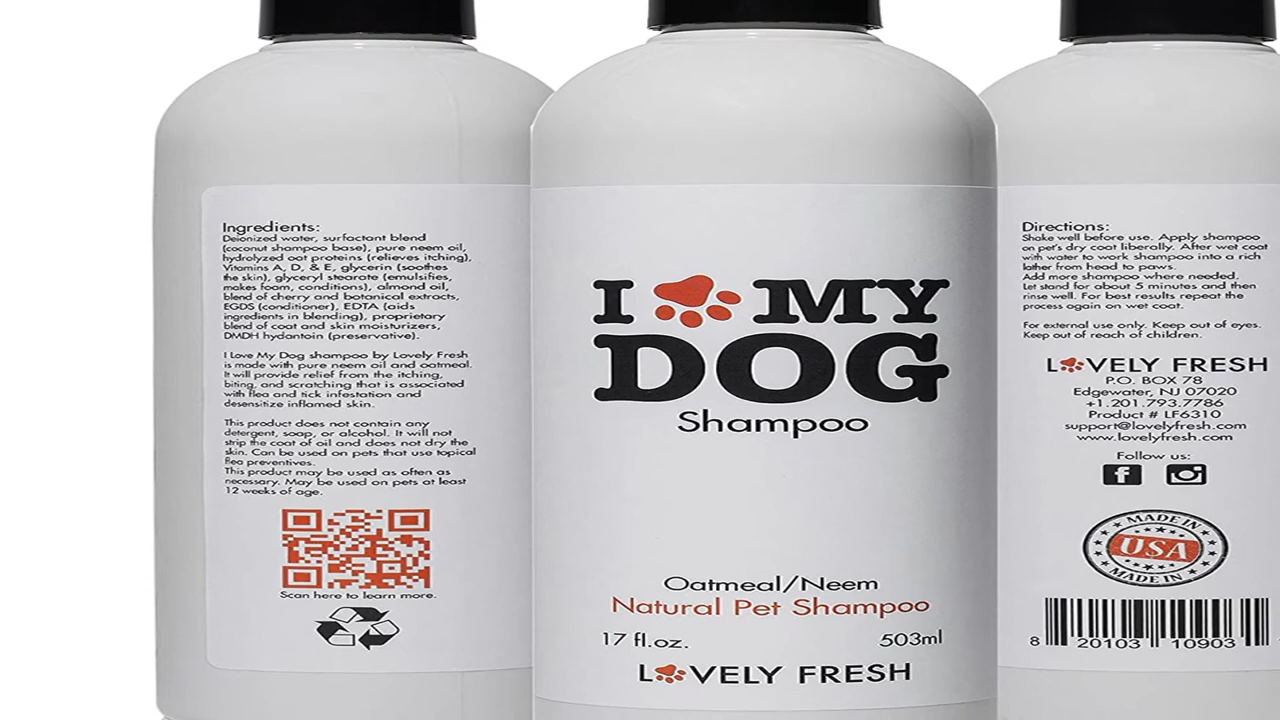 Ingredients:
Deionized water, surfactant blend
(coconut shampoo base), pure neem oil,
hydrolyzed oat proteins (relieves itching),
Vitamins A, D, & E, glycerin (soothes
the skin), glyceryl stearate (emulsifies,
makes foam, conditions), almond oil,
blend of cherry and botanical extracts,
EGDS (conditioner), EDTA (aids
ingredients in blending), proprietary
blend of coat and skin moisturizers,
DMDH hydantoin (preservative).
I Love My Dog shampoo by Lovely Fresh
is made with pure neem oil and oatmeal.
It will provide relief from the itching,
biting, and scratching that is associated
with flea and tick infestation and
desensitize inflamed skin.
This product does not contain any
detergent, soap, or alcohol. It will not
strip the coat of oil and does not dry the
skin. Can be used on pets that use topical
flea preventives.
This product may be used as often as
necessary. May be used on pets at least
12 weeks of age.
Scan here to learn more.
I MY
DOG
Shampoo
Oatmeal/Neem
Natural Pet Shampoo
17 fl.oz. 503ml
LOVELY FRESH
Directions:
Shake well before use. Apply shampoo
on pet's dry coat liberally. After wet coat
with water to work shampoo into a rich
lather from head to paws.
Add more shampoo where needed.
Let stand for about 5 minutes and then
rinse well. For best results repeat the
process again on wet coat.
For external use only. Keep out of eyes.
Keep out of reach of children.
LOVELY FRESH
P.O. BOX 78
Edgewater, NJ 07020
+1.201.793.7786
Product # LF6310
support@lovelyfresh.com
www.lovelyfresh.com
Follow us:
MADE IN
USA
MADE IN
8 20103 10903